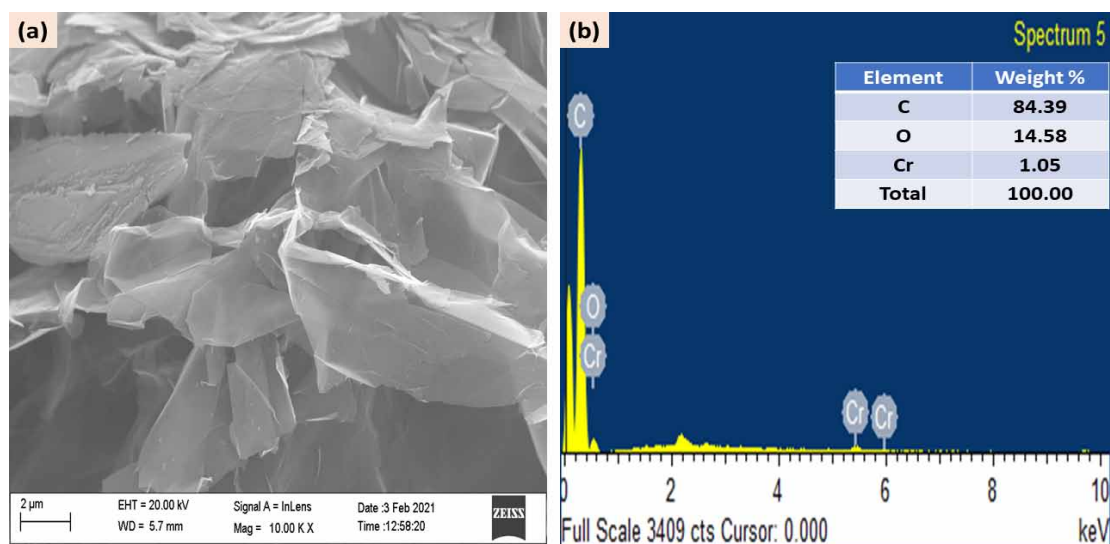 (a)
2 µm
EHT = 20.00 kV
WD = 5.7 mm
Signal A = InLens
Mag = 10.00 K X
Date :3 Feb 2021
Time :12:58:20
ZEISS
(b)
Spectrum 5
Element Weight %
C 84.39
O 14.58
Cr 1.05
Total 100.00
C
O
Cr
Cr Cr
0 2 4 6 8 10
Full Scale 3409 cts Cursor: 0.000 keV